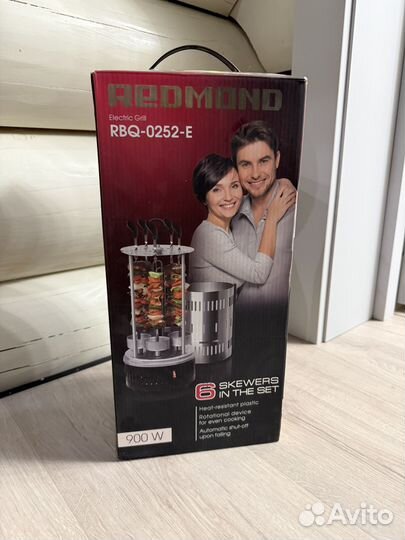 REDMOND
Electric Grill
RBQ-0252-E
6 SKEWERS
IN THE SET
Heat-resistant plastic
Rotational device
for even cooking
Automatic shut-off
upon falling
900 W
Avito